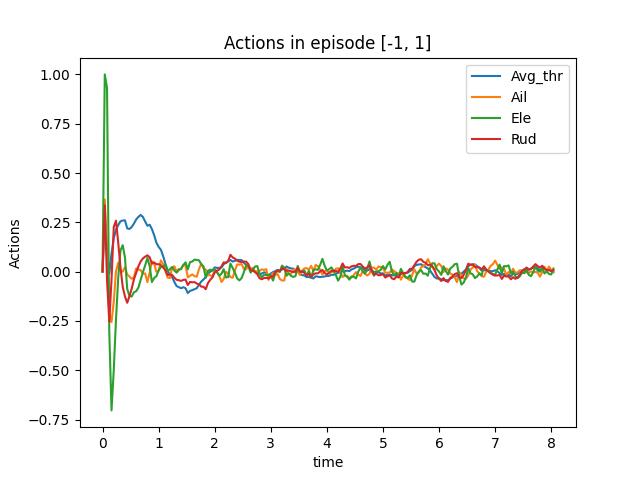 Actions in episode [-1, 1]
Avg_thr
Ail
Ele
Rud
Actions
1.00
0.75
0.50
0.25
0.00
−0.25
−0.50
−0.75
0 1 2 3 4 5 6 7 8
time